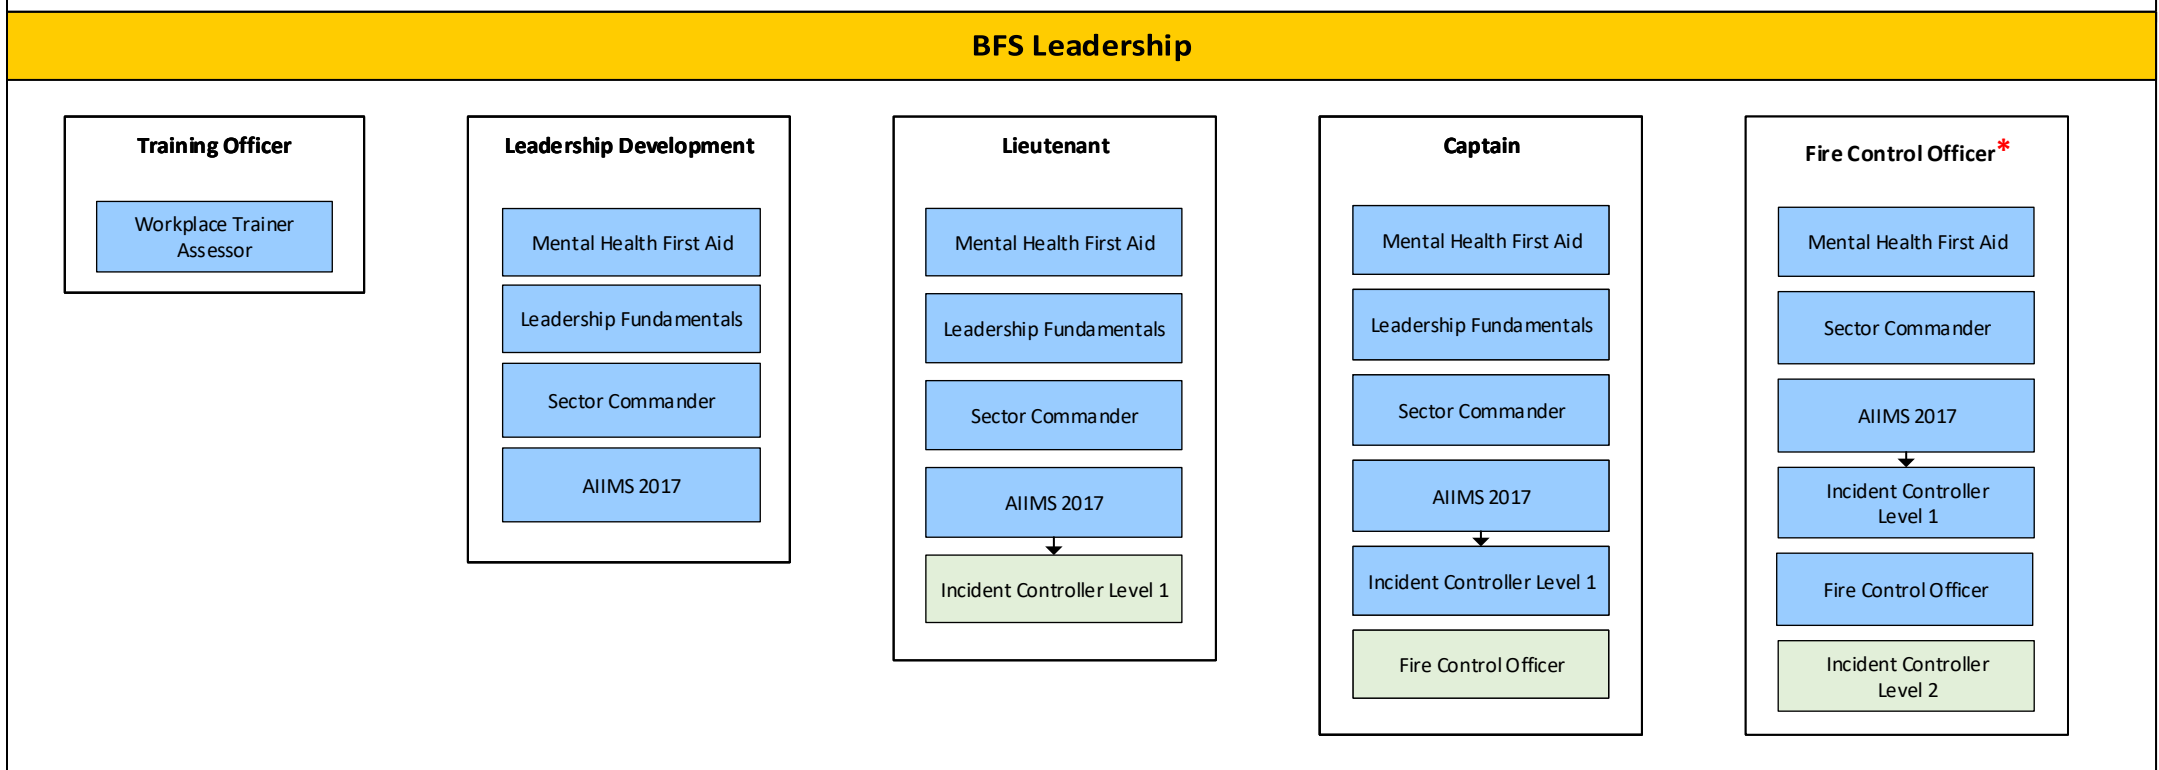 BFS Leadership
Training Officer
Workplace Trainer
Assessor
Leadership Development
Mental Health First Aid
Leadership Fundamentals
Sector Commander
AIIMS 2017
Lieutenant
Mental Health First Aid
Leadership Fundamentals
Sector Commander
AIIMS 2017
Incident Controller Level 1
Captain
Mental Health First Aid
Leadership Fundamentals
Sector Commander
AIIMS 2017
Incident Controller Level 1
Fire Control Officer
Fire Control Officer*
Mental Health First Aid
Sector Commander
AIIMS 2017
Incident Controller
Level 1
Fire Control Officer
Incident Controller
Level 2